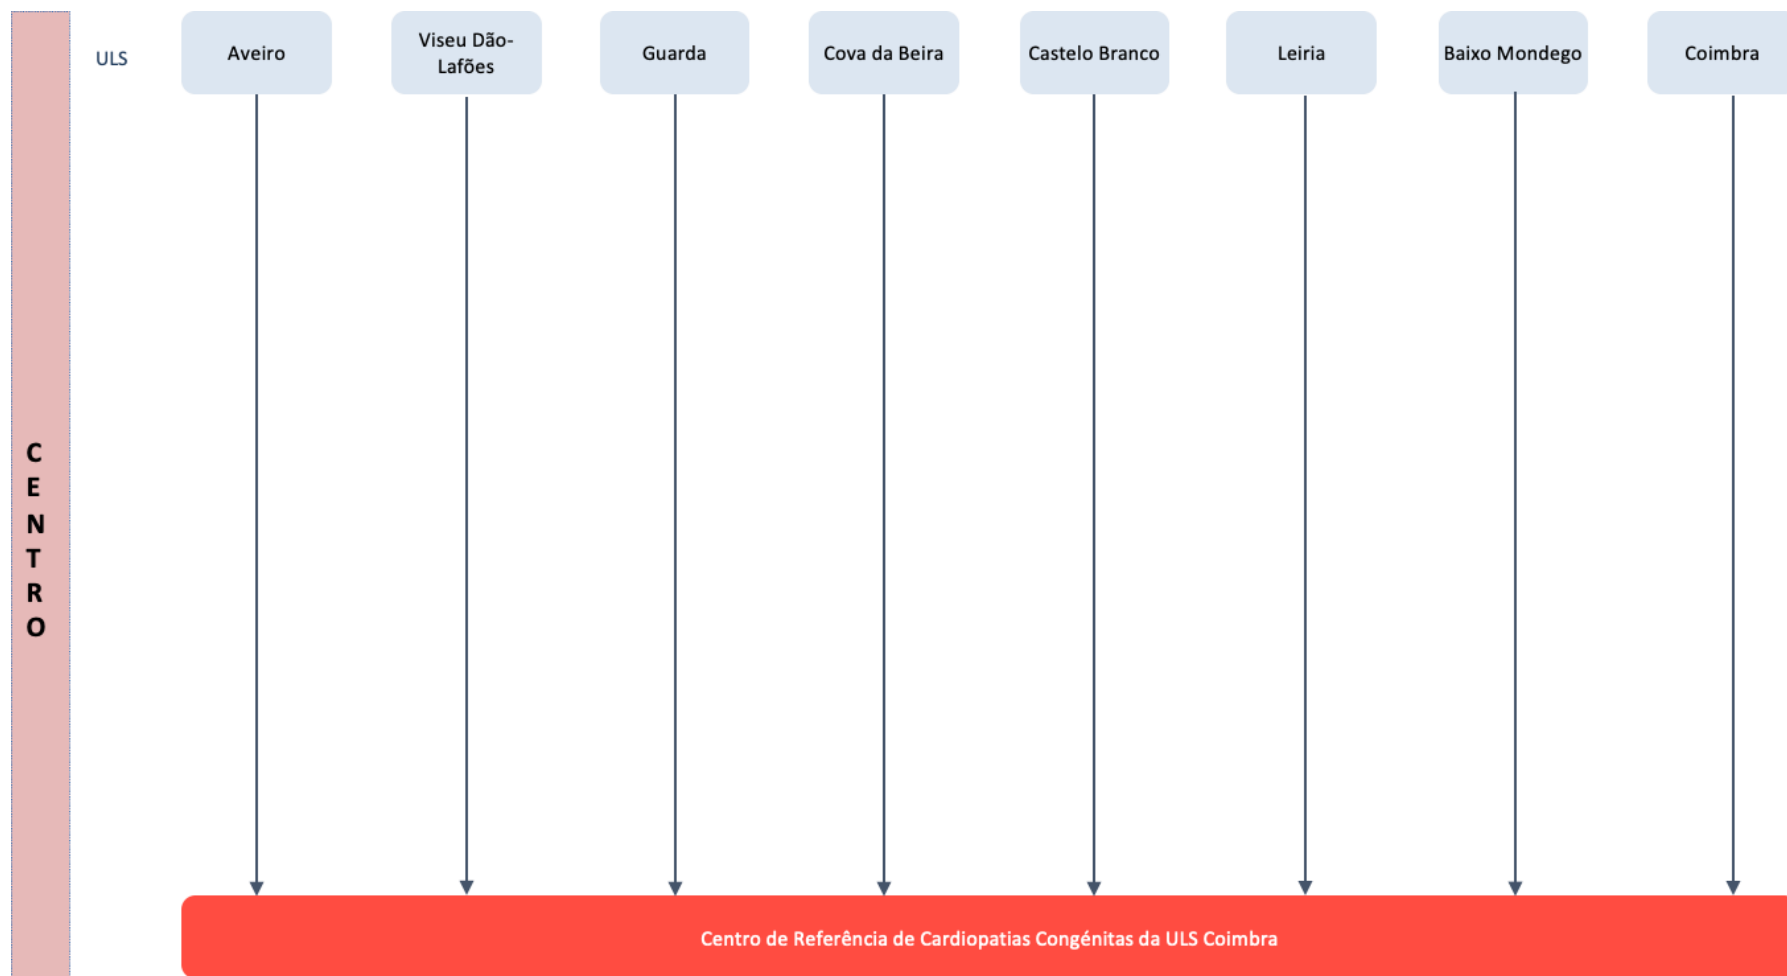 ULS
Aveiro
Viseu Dão-
Lafões
Guarda
Cova da Beira
Castelo Branco
Leiria
Baixo Mondego
Coimbra
C
E
N
T
R
O
Centro de Referência de Cardiopatias Congénitas da ULS Coimbra